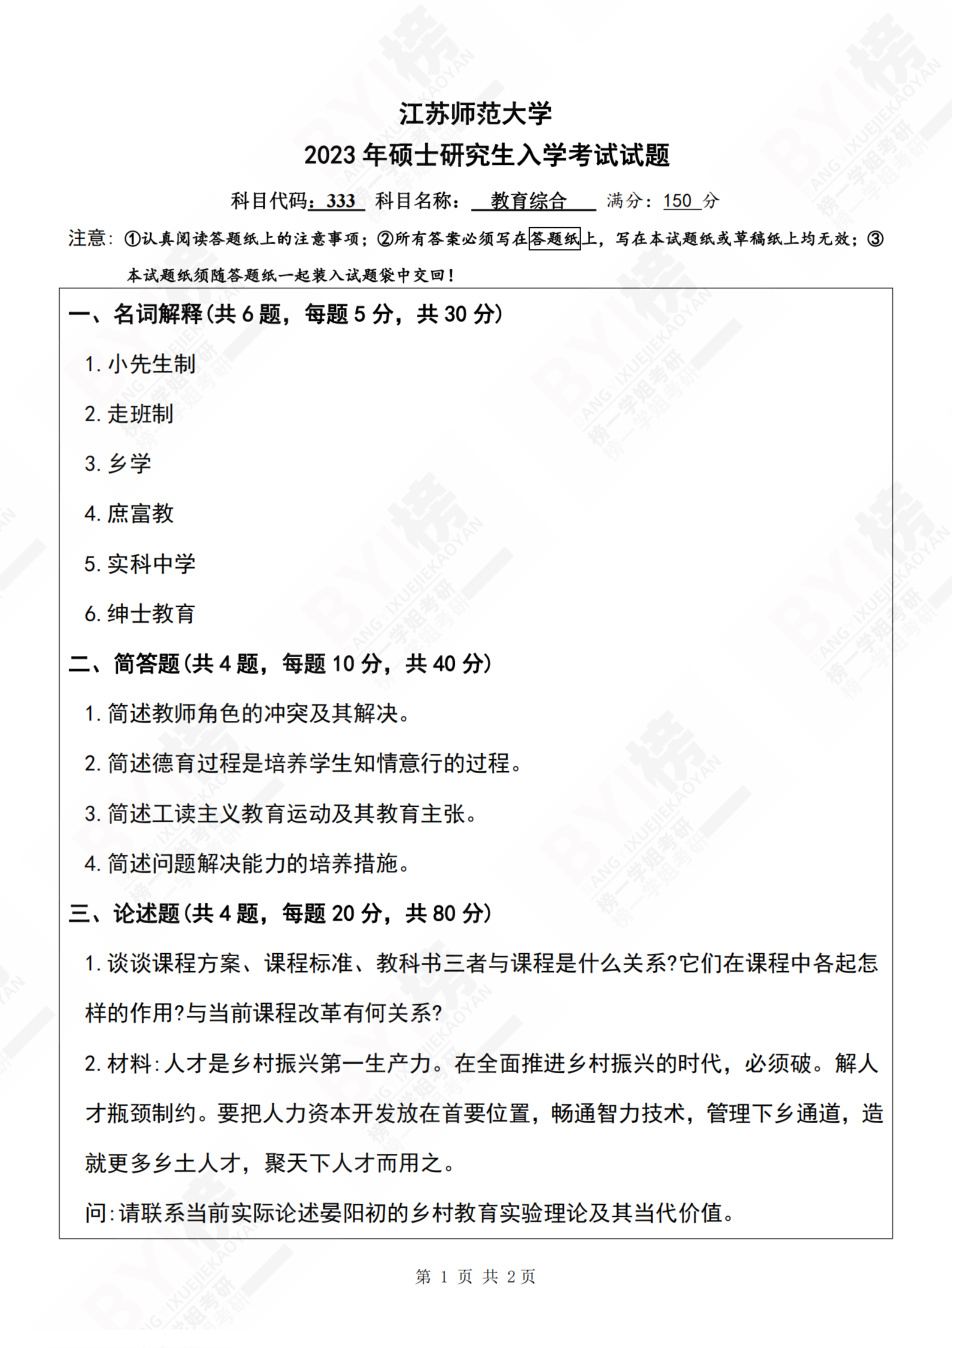 江苏师范大学
2023 年硕士研究生入学考试试题
科目代码：333 科目名称： 教育综合 满分：150 分
注意：①认真阅读答题纸上的注意事项；②所有答案必须写在答题纸上，写在本试题纸或草稿纸上均无效；③
本试题纸须随答题纸一起装入试题袋中交回！
一、名词解释(共 6 题，每题 5 分，共 30 分)
1.小先生制
2.走班制
3.乡学
4.庶富教
5.实科中学
6.绅士教育
二、简答题(共 4 题，每题 10 分，共 40 分)
1.简述教师角色的冲突及其解决。
2.简述德育过程是培养学生知情意行的过程。
3.简述工读主义教育运动及其教育主张。
4.简述问题解决能力的培养措施。
三、论述题(共 4 题，每题 20 分，共 80 分)
1.谈谈课程方案、课程标准、教科书三者与课程是什么关系?它们在课程中各起怎
样的作用?与当前课程改革有何关系?
2.材料:人才是乡村振兴第一生产力。在全面推进乡村振兴的时代，必须破。解人
才瓶颈制约。要把人力资本开发放在首要位置，畅通智力技术，管理下乡通道，造
就更多乡土人才，聚天下人才而用之。
问:请联系当前实际论述晏阳初的乡村教育实验理论及其当代价值。
第 1 页 共 2 页